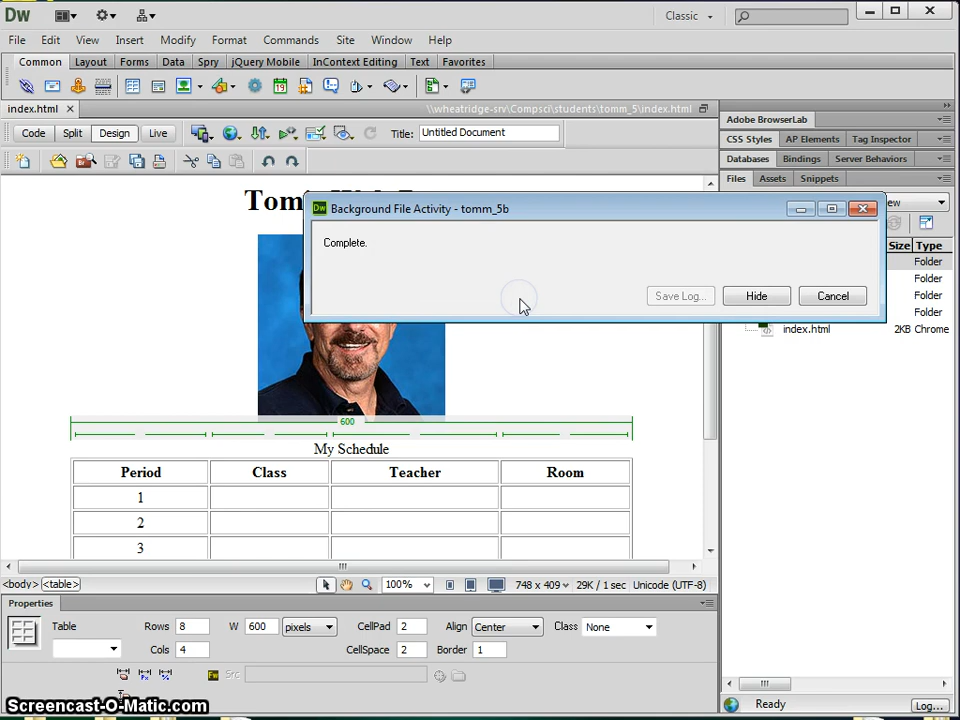 Dw Classic
File Edit View Insert Modify Format Commands Site Window Help
Common Layout Forms Data Spry jQuery Mobile InContext Editing Text Favorites
index.html \\wheatridge-srv\Compsci\students\tomm_5\index.html
Code Split Design Live Title: Untitled Document
Adobe BrowserLab
CSS Styles AP Elements Tag Inspector
Databases Bindings Server Behaviors
Files Assets Snippets
Size Type
Folder
Folder
Folder
Folder
index.html 2KB Chrome
Background File Activity - tomm_5b
Complete.
Save Log... Hide Cancel
600
My Schedule
Period Class Teacher Room
1
2
3
<body> <table> 100% 748 x 409 29K / 1 sec Unicode (UTF-8)
Properties
Table Rows 8 W 600 pixels CellPad 2 Align Center Class None
Cols 4 CellSpace 2 Border 1
Src
Ready Log...
Screencast-O-Matic.com